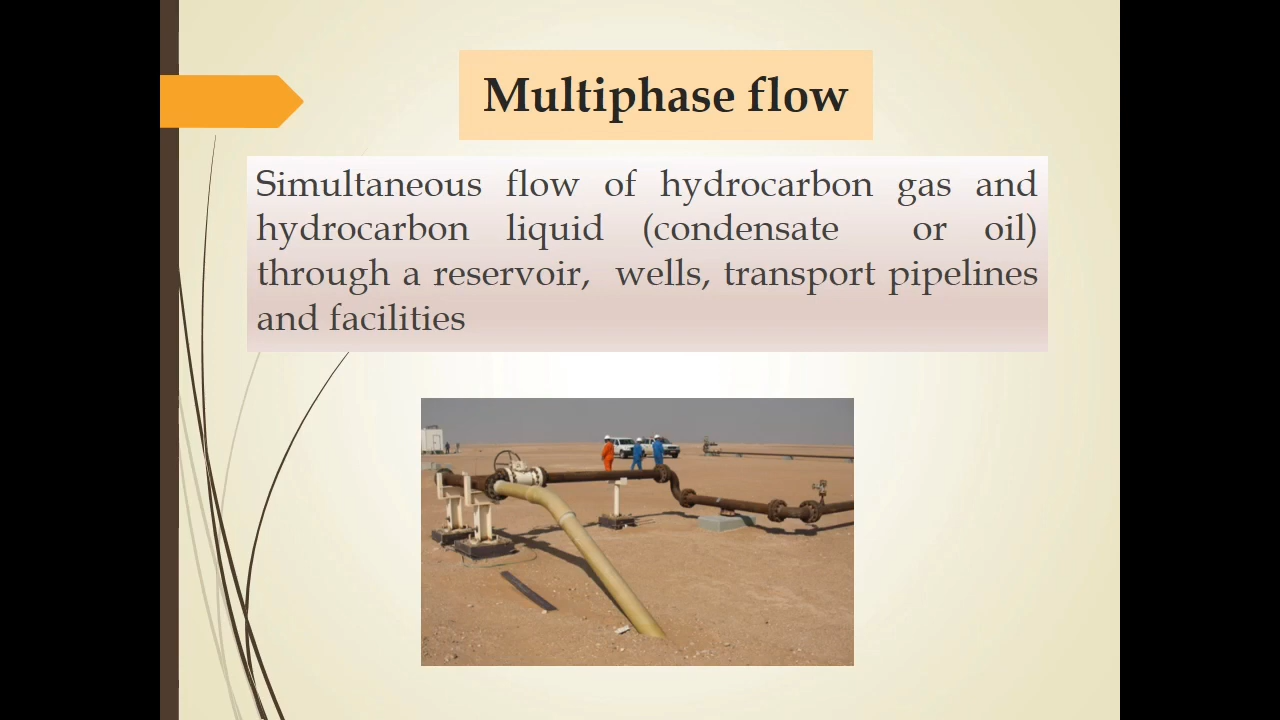 Multiphase flow
Simultaneous flow of hydrocarbon gas and
hydrocarbon liquid (condensate or oil)
through a reservoir, wells, transport pipelines
and facilities